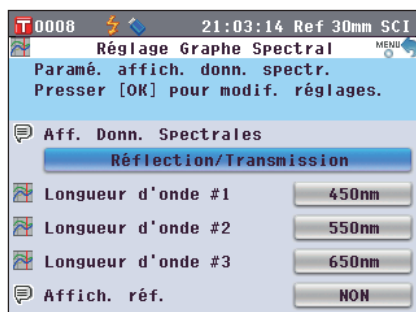 T 0008 21:03:14 Ref 30mm SCI
Réglage Graphe Spectral MENU
Paramé. affich. donn. spectr.
Presser [OK] pour modif. réglages.
Aff. Donn. Spectrales
Réflection/Transmission
Longueur d'onde #1 450nm
Longueur d'onde #2 550nm
Longueur d'onde #3 650nm
Affich. réf. NON